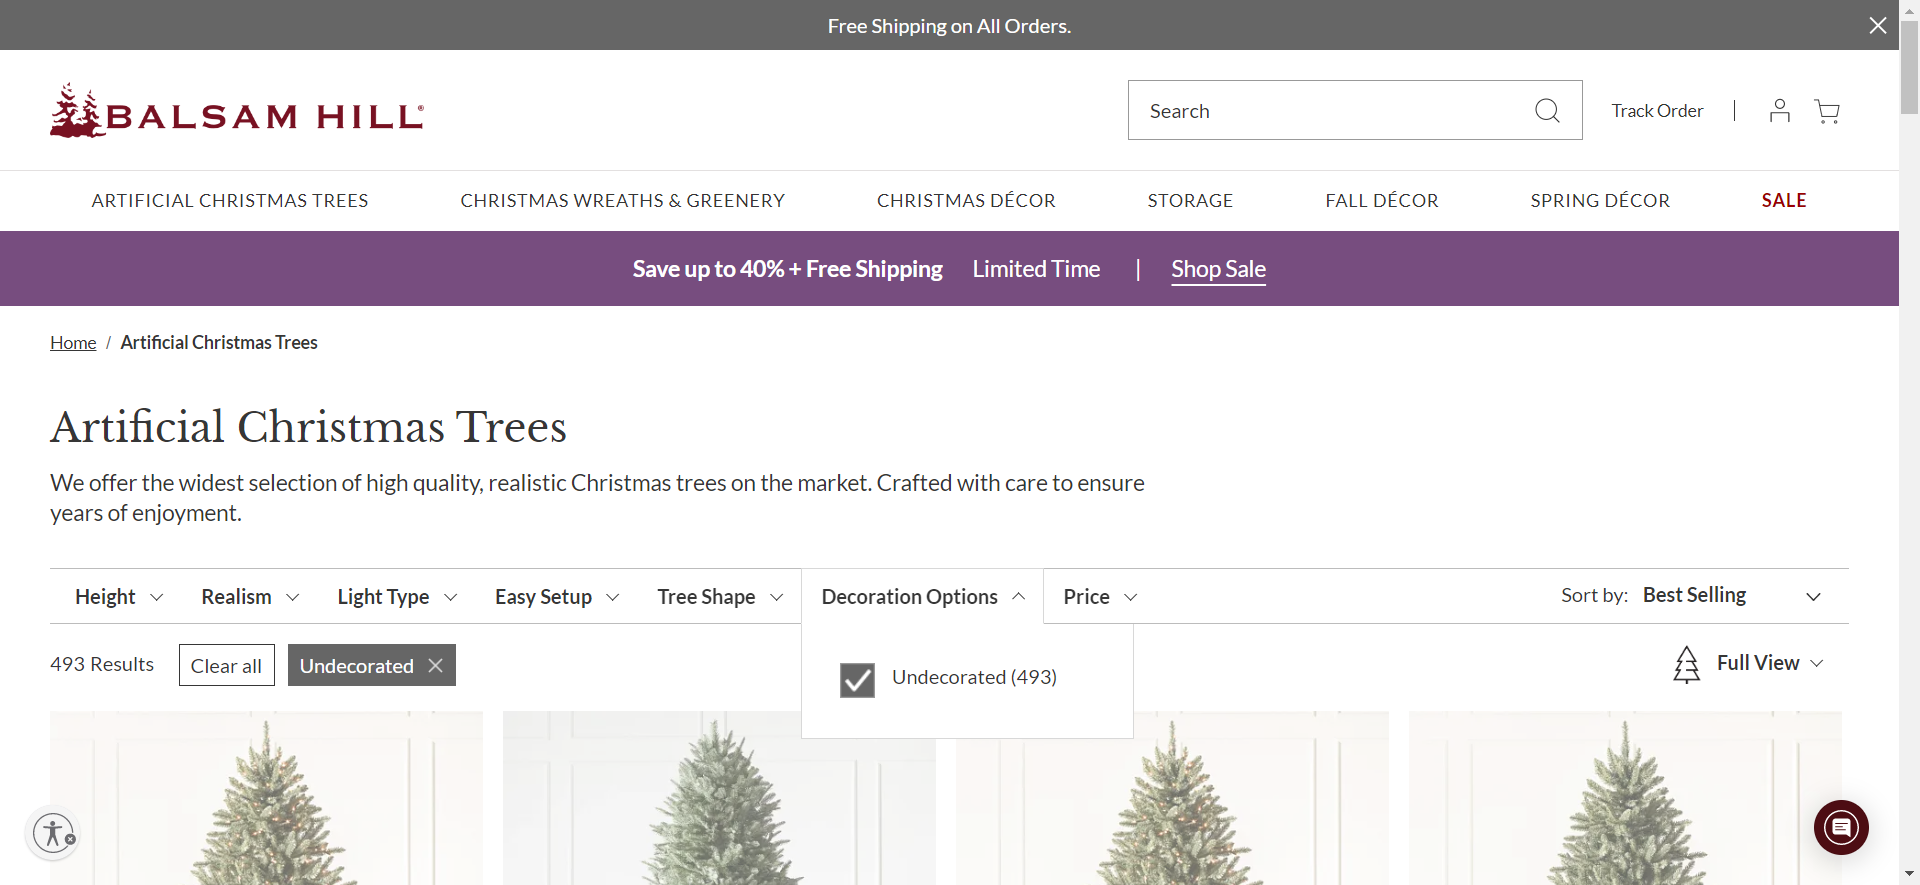 Free Shipping on All Orders.
BALSAM HILL®
Search
Track Order
ARTIFICIAL CHRISTMAS TREES
CHRISTMAS WREATHS & GREENERY
CHRISTMAS DÉCOR
STORAGE
FALL DÉCOR
SPRING DÉCOR
SALE
Save up to 40% + Free Shipping Limited Time | Shop Sale
Home / Artificial Christmas Trees
Artificial Christmas Trees
We offer the widest selection of high quality, realistic Christmas trees on the market. Crafted with care to ensure
years of enjoyment.
Height
Realism
Light Type
Easy Setup
Tree Shape
Decoration Options
Price
Sort by: Best Selling
493 Results
Clear all
Undecorated
Undecorated (493)
Full View